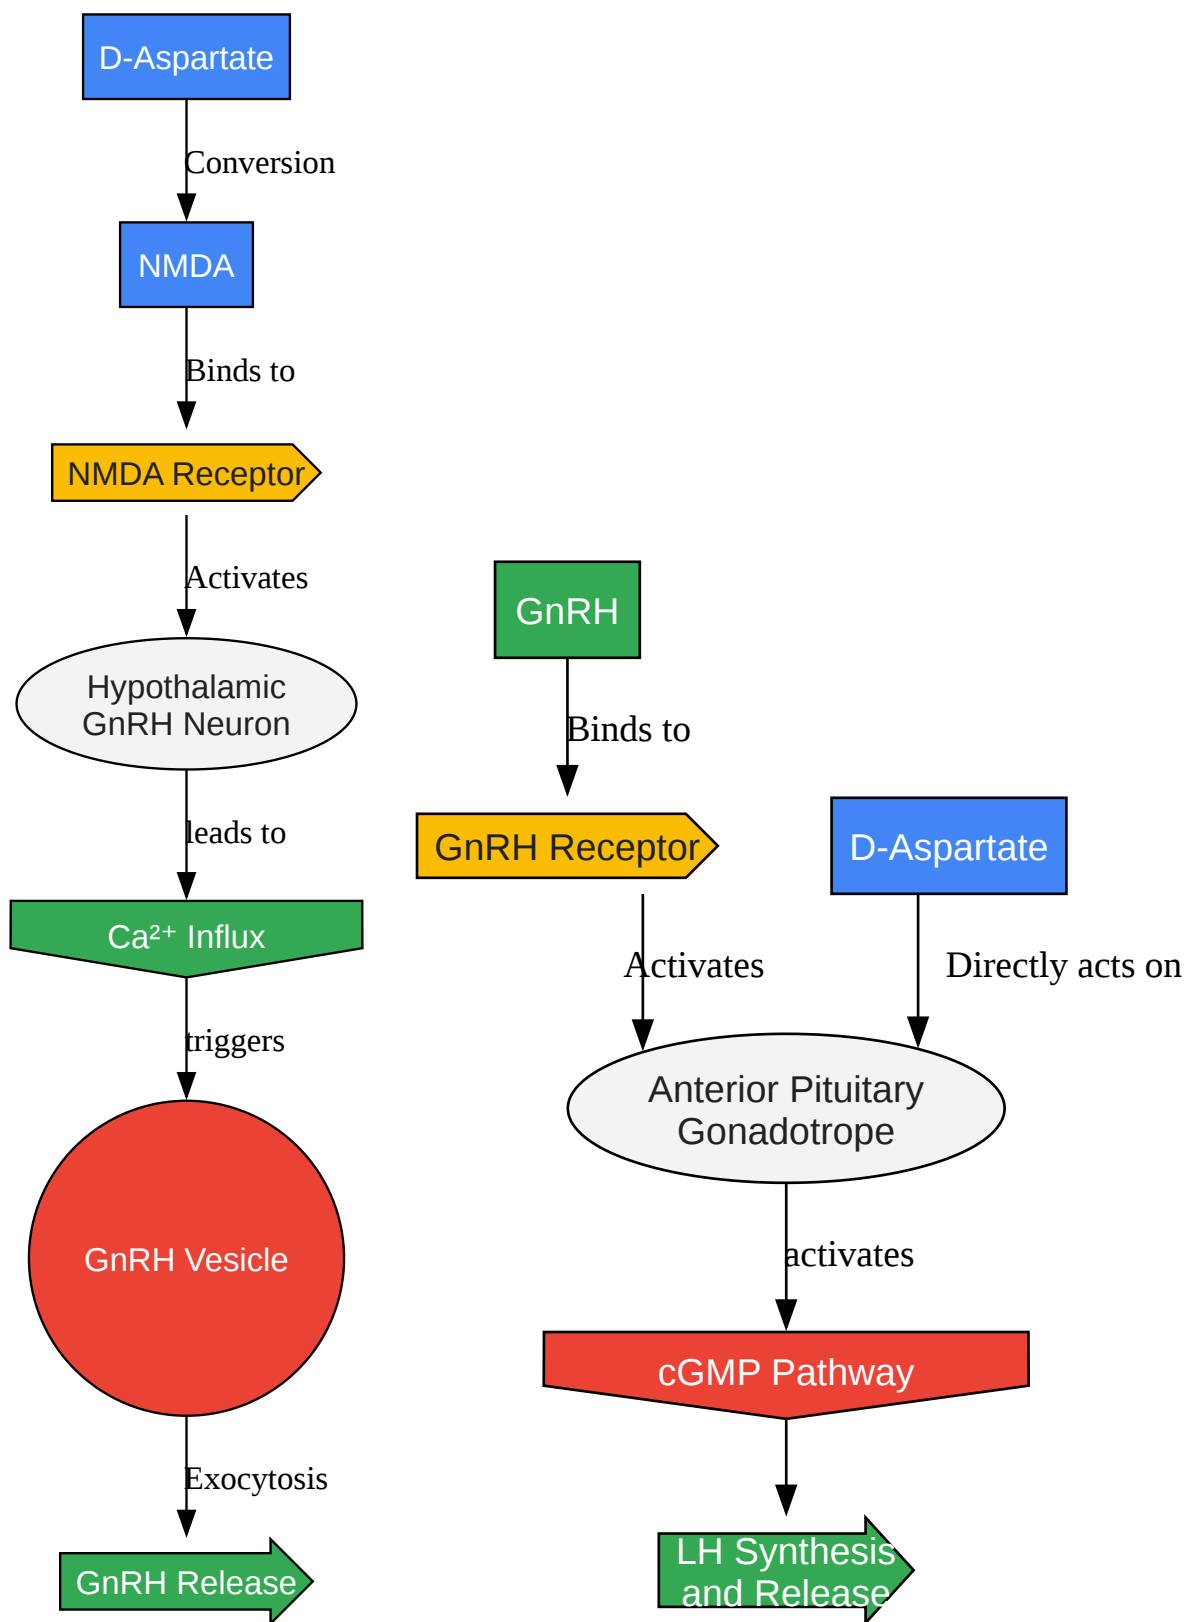 D-Aspartate
Conversion
NMDA
Binds to
NMDA Receptor
Activates
Hypothalamic
GnRH Neuron
leads to
Ca²⁺ Influx
triggers
GnRH Vesicle
Exocytosis
GnRH Release
GnRH
Binds to
GnRH Receptor
Activates
D-Aspartate
Directly acts on
Anterior Pituitary
Gonadotrope
activates
cGMP Pathway
LH Synthesis
and Release